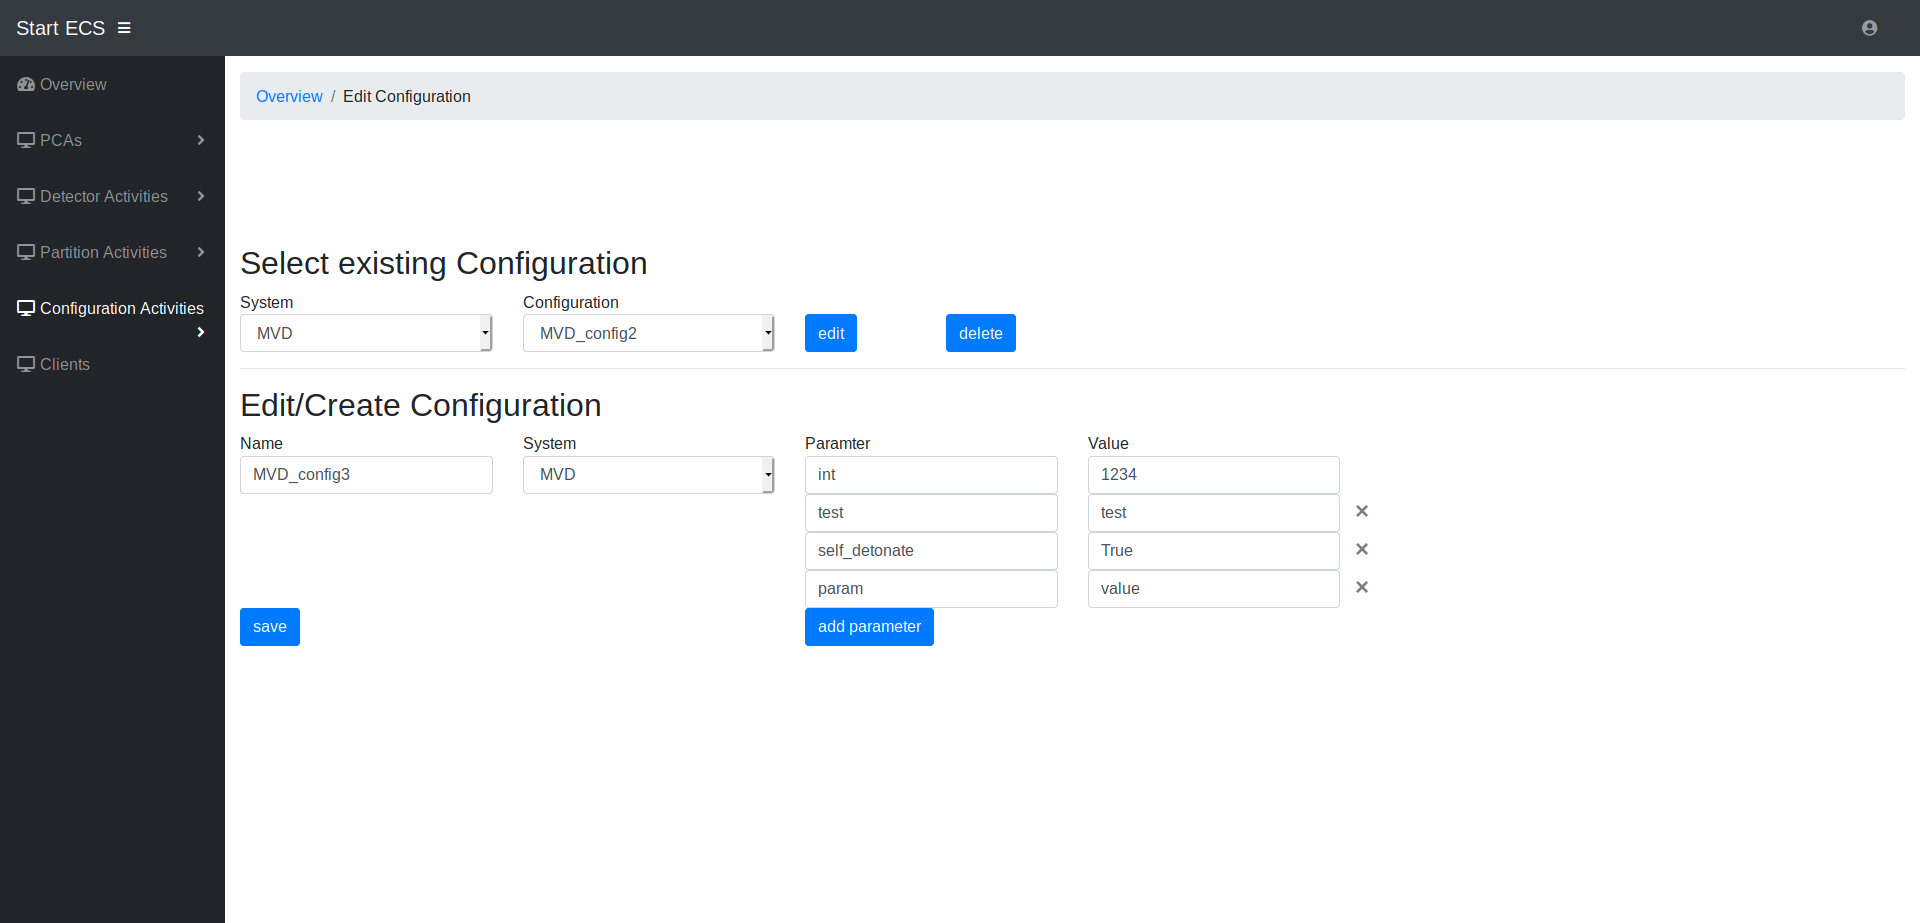 Start ECS
Overview
PCAs
Detector Activities
Partition Activities
Configuration Activities
Clients
Overview / Edit Configuration
Select existing Configuration
System Configuration
MVD MVD_config2 edit delete
Edit/Create Configuration
Name System Paramter Value
MVD_config3 MVD int 1234
test test
self_detonate True
param value
save add parameter